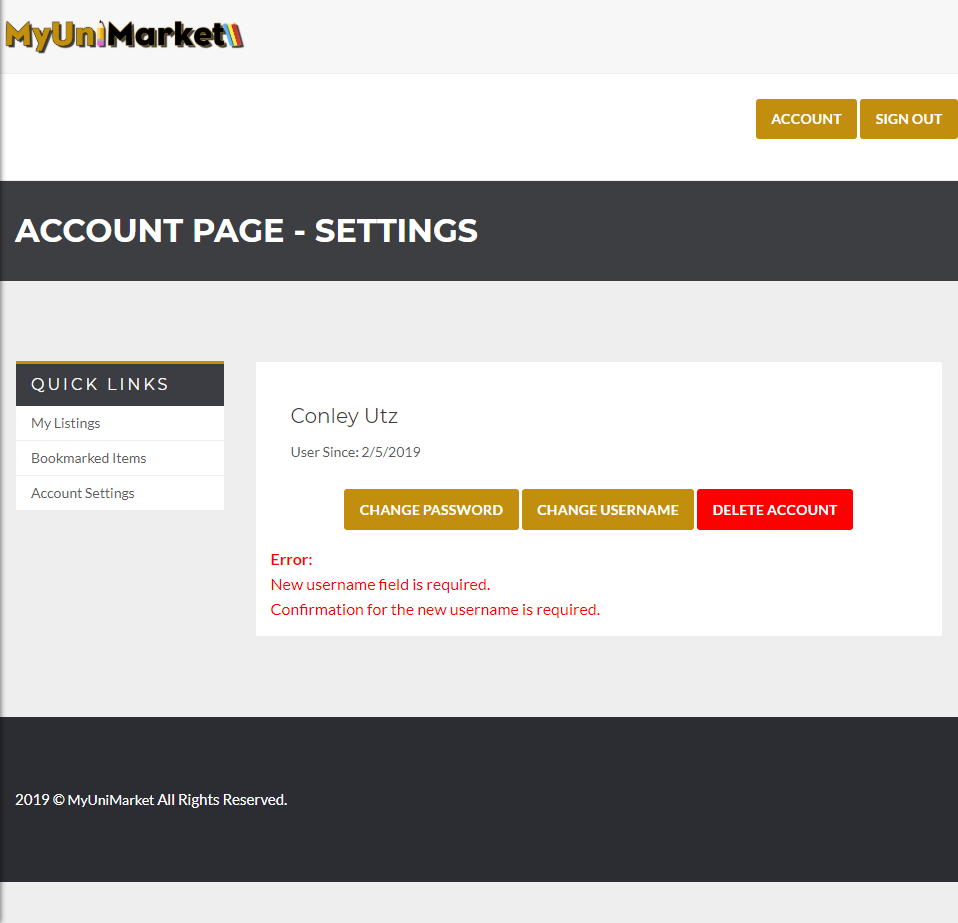 MyUniMarket
ACCOUNT SIGN OUT
ACCOUNT PAGE - SETTINGS
QUICK LINKS
My Listings
Bookmarked Items
Account Settings
Conley Utz
User Since: 2/5/2019
CHANGE PASSWORD CHANGE USERNAME DELETE ACCOUNT
Error:
New username field is required.
Confirmation for the new username is required.
2019 © MyUniMarket All Rights Reserved.